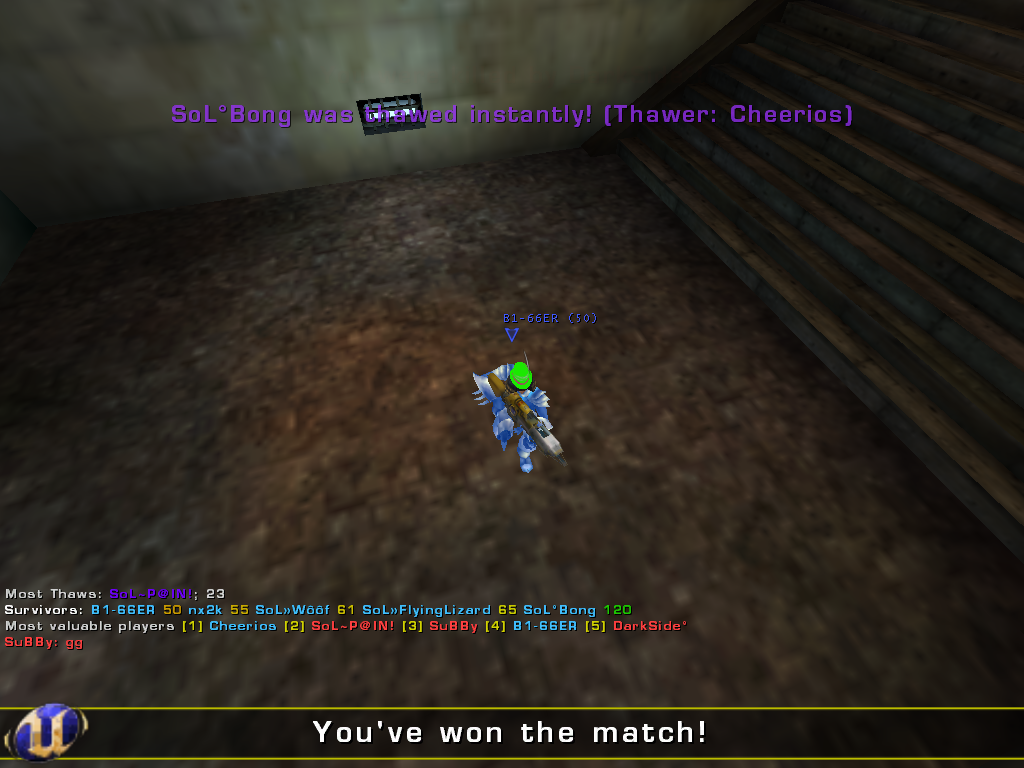 SoL°Bong was thawed instantly! (Thawer: Cheerios)
B1-66ER (50)
Most Thaws: SoL~P@IN!; 23
Survivors: B1-66ER 50 nx2k 55 SoL»Wôôf 61 SoL»FlyingLizard 65 SoL°Bong 120
Most valuable players [1] Cheerios [2] SoL~P@IN! [3] SuBBy [4] B1-66ER [5] DarkSide°
SuBBy: gg
You've won the match!